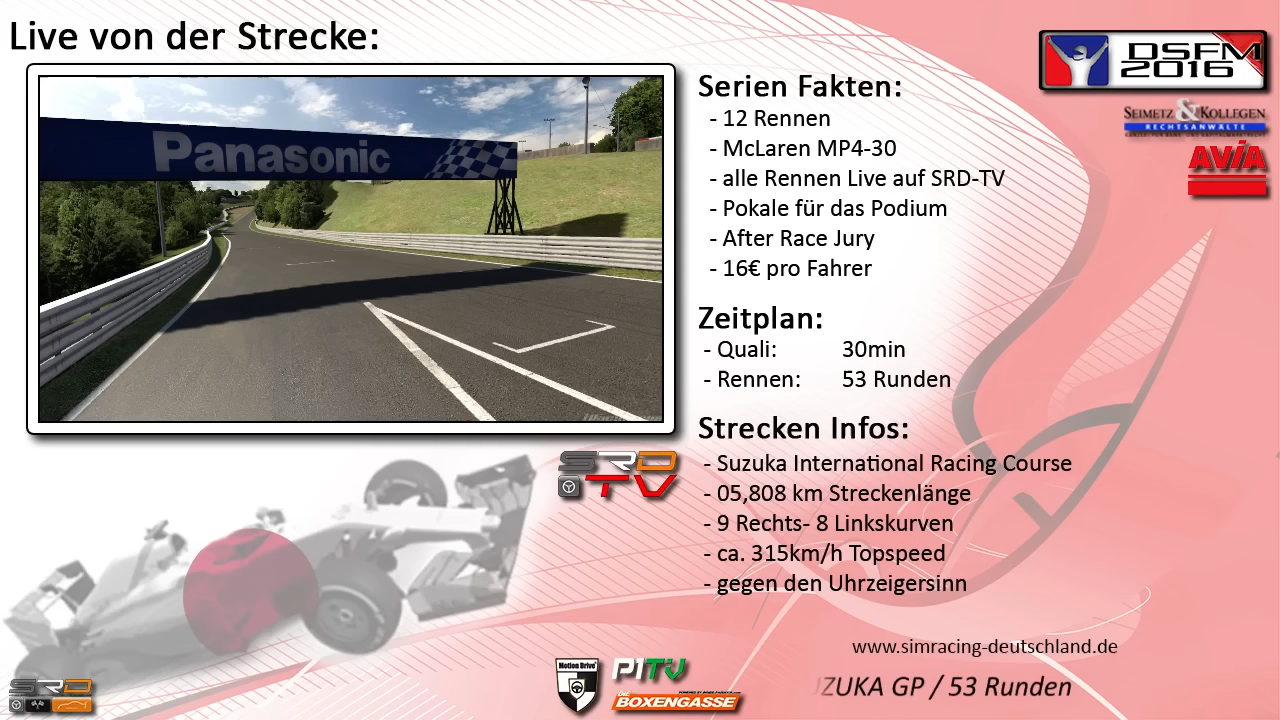 Live von der Strecke:
Panasonic
DSFM
2016
SEIMETZ & KOLLEGEN
RECHTSANWÄLTE
AVIA
Serien Fakten:
- 12 Rennen
- McLaren MP4-30
- alle Rennen Live auf SRD-TV
- Pokale für das Podium
- After Race Jury
- 16€ pro Fahrer
Zeitplan:
- Quali: 30min
- Rennen: 53 Runden
Strecken Infos:
- Suzuka International Racing Course
- 05,808 km Streckenlänge
- 9 Rechts- 8 Linkskurven
- ca. 315km/h Topspeed
- gegen den Uhrzeigersinn
SRD
TV
www.simracing-deutschland.de
UZUKA GP / 53 Runden
Motion Drive
P1TV
DIE
BOXENGASSE
SRD